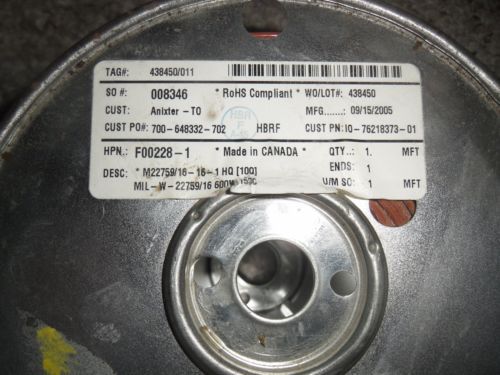 TAG#: 438450/011
SO # 008346 * RoHS Compliant * WO/LOT#: 438450
CUST: Anixter - TO MFG...: 09/15/2005
CUST PO#: 700-648332-702 HBRF CUST PN: IO-76218373-01
HPN.: F00228-1 * Made in CANADA * QTY..: 1. MFT
ENDS: 1.
DESC: * M22759/16-16-1 HQ [100] U/M SO: 1 MFT
MIL-W-22759/16 600V 150C
HBR
F